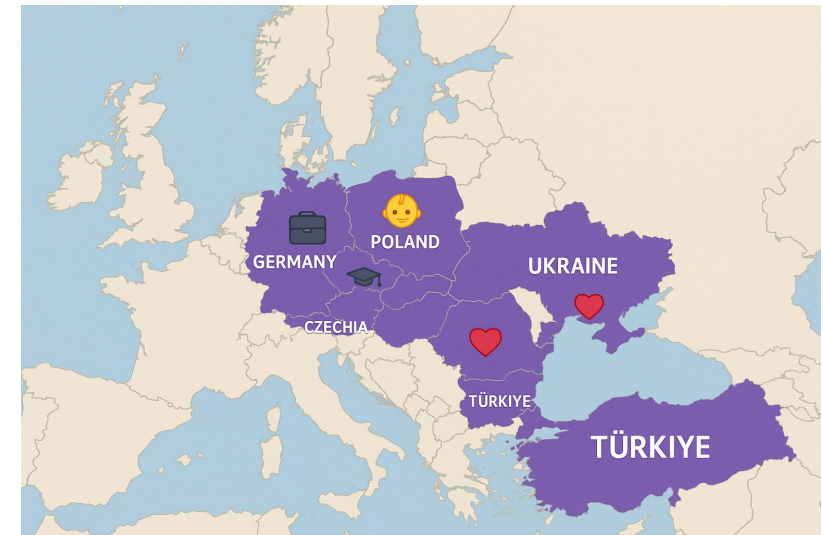 POLAND
GERMANY
UKRAINE
CZECHIA
TÜRKIYE
TÜRKIYE